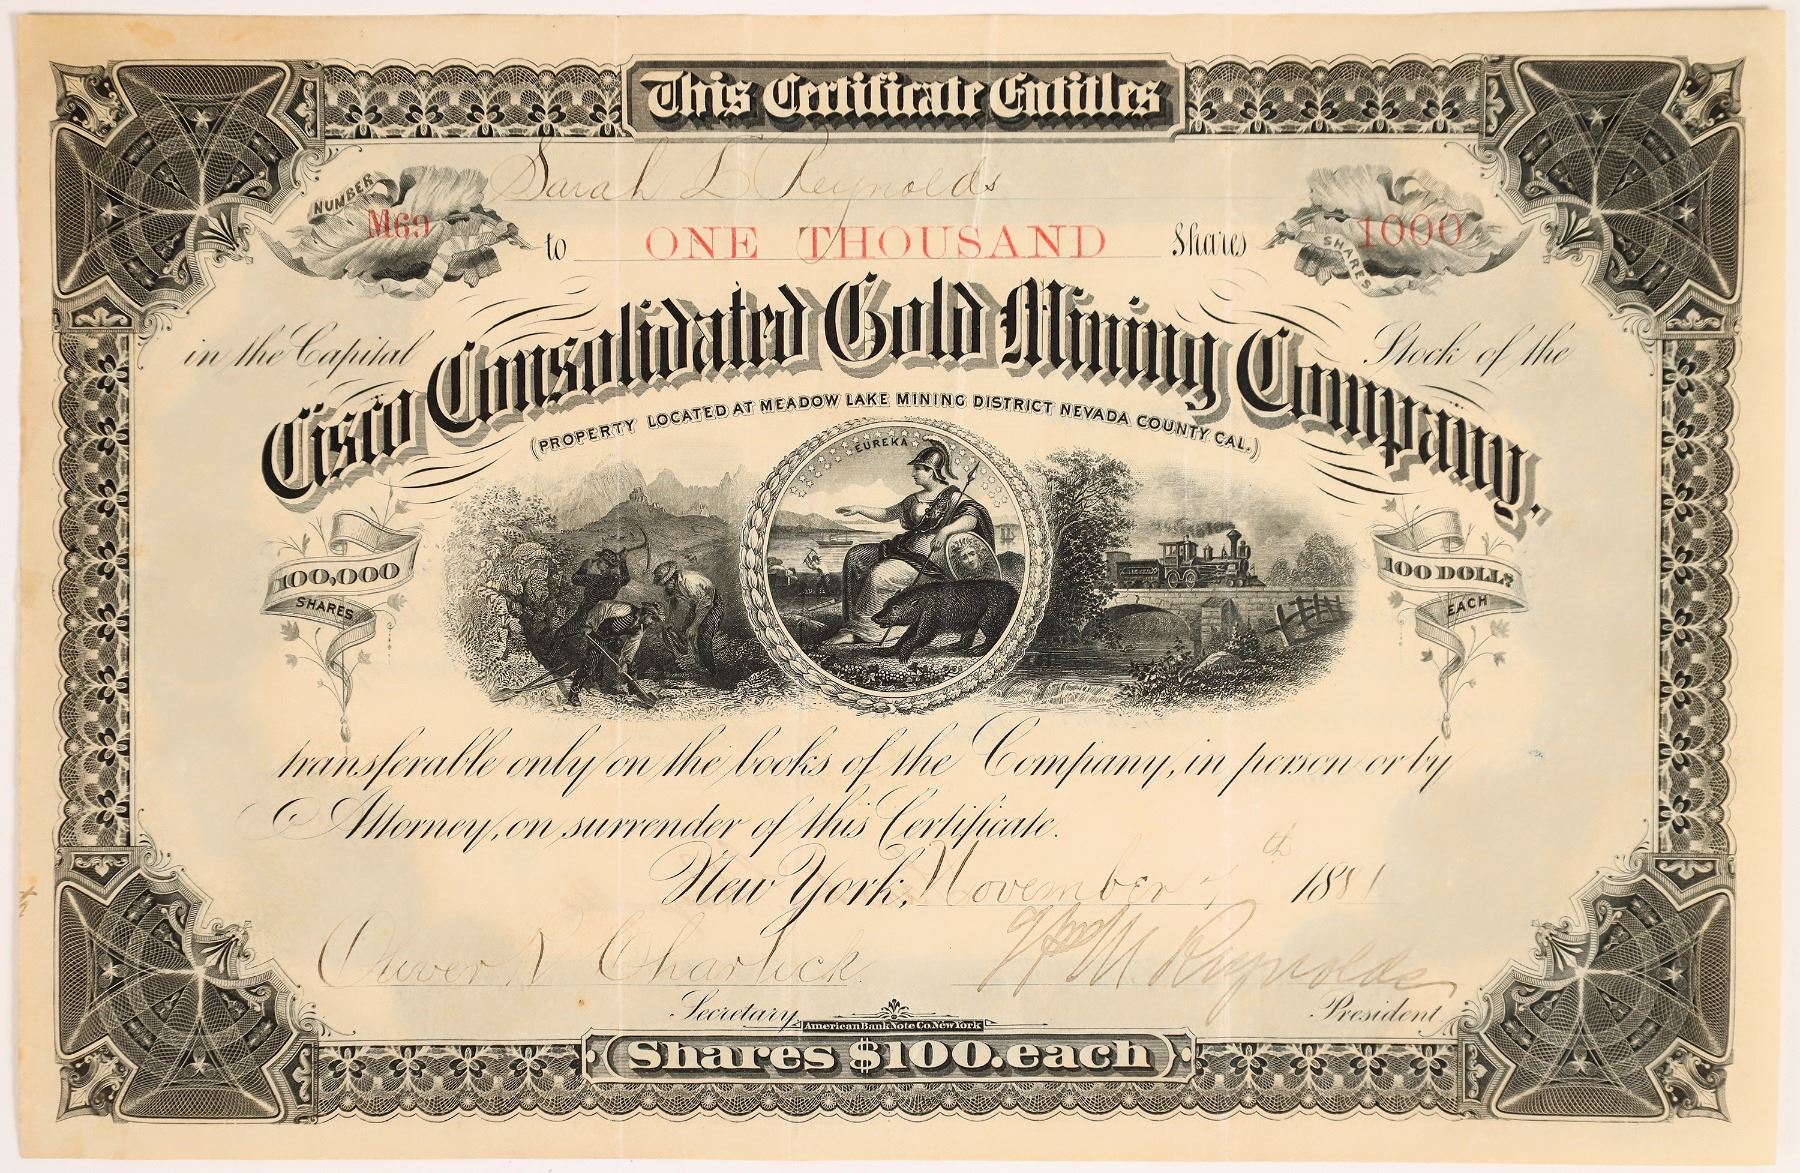 This Certificate Entitles
Sarah L Reynolds
NUMBER
M69
to ONE THOUSAND Shares
1000
SHARES
in the Capital Stock of the
Cisco Consolidated Gold Mining Company.
(PROPERTY LOCATED AT MEADOW LAKE MINING DISTRICT NEVADA COUNTY CAL.)
EUREKA
100,000
SHARES
100 DOLLS
EACH
transferable only on the books of the Company, in person or by
Attorney, on surrender of this Certificate.
New York, November 7th 1881
Oliver N Charlick Wm M. Reynolds
Secretary President
American Bank Note Co. New York
Shares $100. each